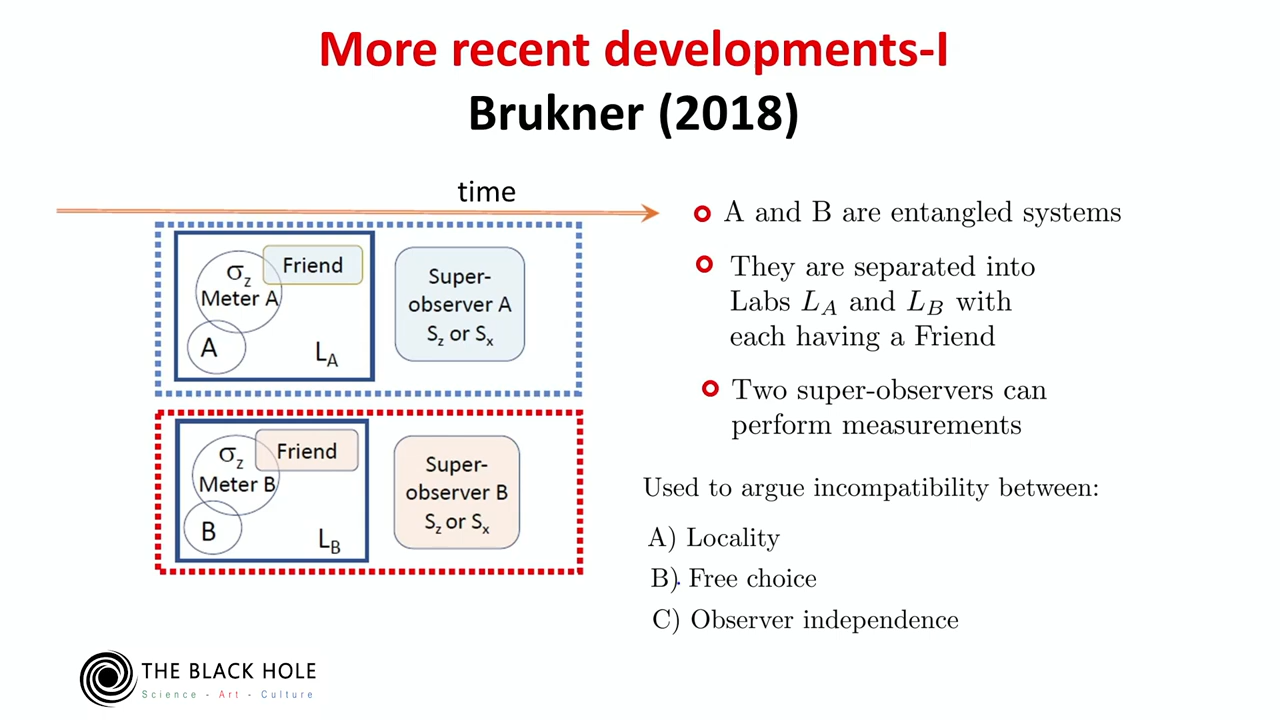 More recent developments-I
Brukner (2018)
time
σz
Meter A
Friend
A
LA
Super-
observer A
Sz or Sx
σz
Meter B
Friend
B
LB
Super-
observer B
Sz or Sx
A and B are entangled systems
They are separated into
Labs LA and LB with
each having a Friend
Two super-observers can
perform measurements
Used to argue incompatibility between:
A) Locality
B) Free choice
C) Observer independence
THE BLACK HOLE
Science - Art - Culture